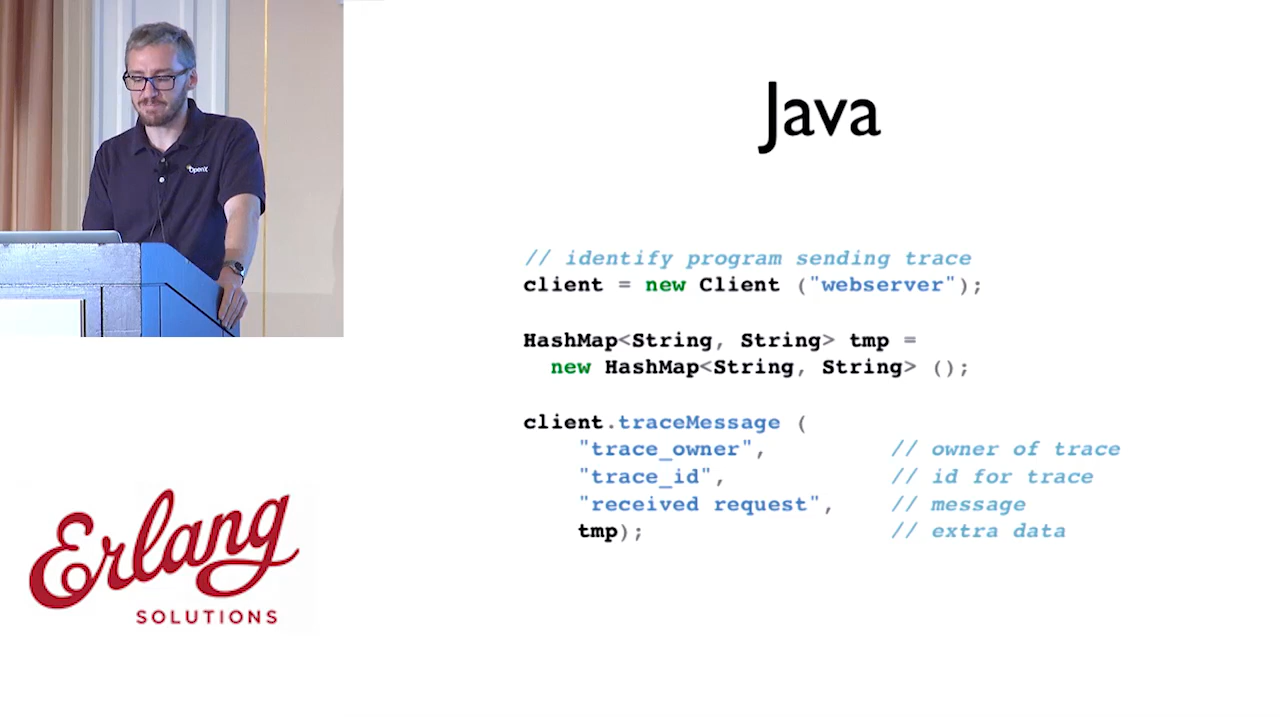 OpenX
Java
// identify program sending trace
client = new Client ("webserver");
HashMap<String, String> tmp =
new HashMap<String, String> ();
client.traceMessage (
"trace_owner", // owner of trace
"trace_id", // id for trace
"received request", // message
tmp); // extra data
Erlang
SOLUTIONS